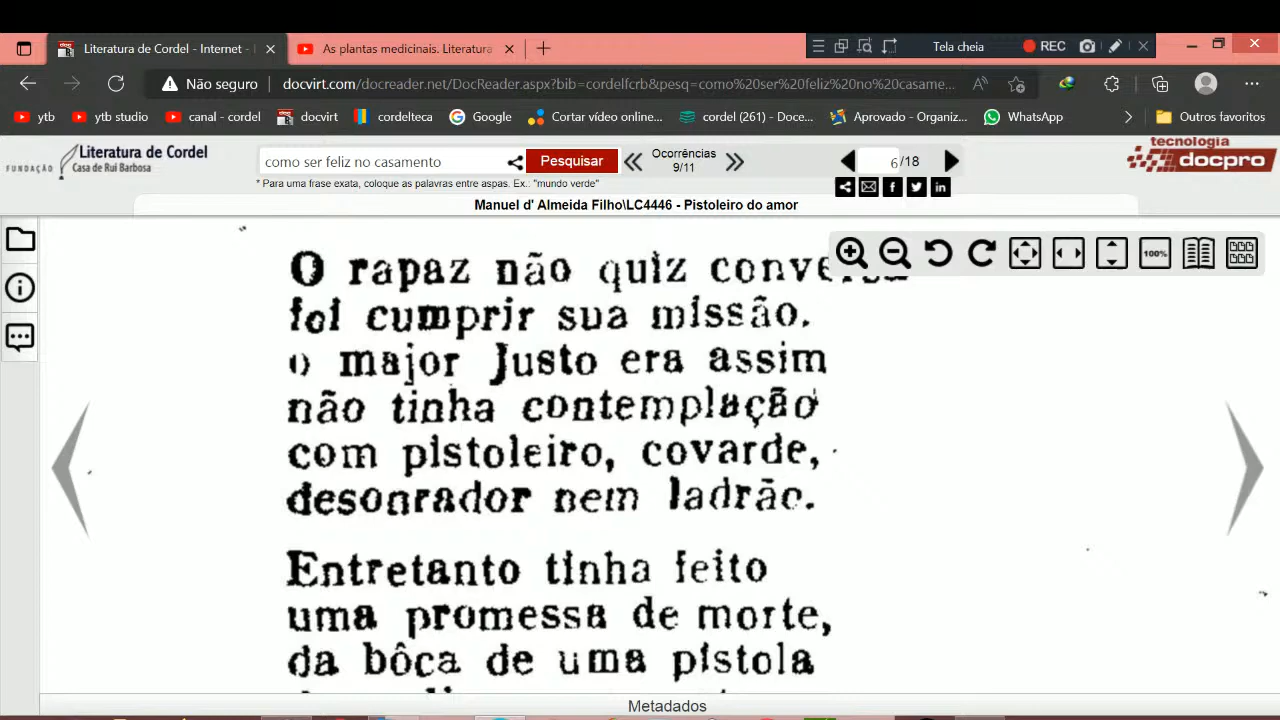 Literatura de Cordel - Internet -
As plantas medicinais. Literatura
Tela cheia
REC
Não seguro
docvirt.com/docreader.net/DocReader.aspx?bib=cordelfcrb&pesq=como%20ser%20feliz%20no%20casame...
ytb
ytb studio
canal - cordel
docvirt
cordelteca
Google
Cortar vídeo online...
cordel (261) - Doce...
Aprovado - Organiz...
WhatsApp
Outros favoritos
FUNDAÇÃO
Literatura de Cordel
Casa de Rui Barbosa
como ser feliz no casamento
Pesquisar
Ocorrências
9/11
6/18
tecnologia
docpro
* Para uma frase exata, coloque as palavras entre aspas. Ex.: "mundo verde"
Manuel d' Almeida Filho\LC4446 - Pistoleiro do amor
100%
O rapaz não quiz conversa
foi cumprir sua missão.
o major Justo era assim
não tinha contemplação
com pistoleiro, covarde,
desonrador nem ladrão.
Entretanto tinha feito
uma promessa de morte,
da bôca de uma pistola
Metadados